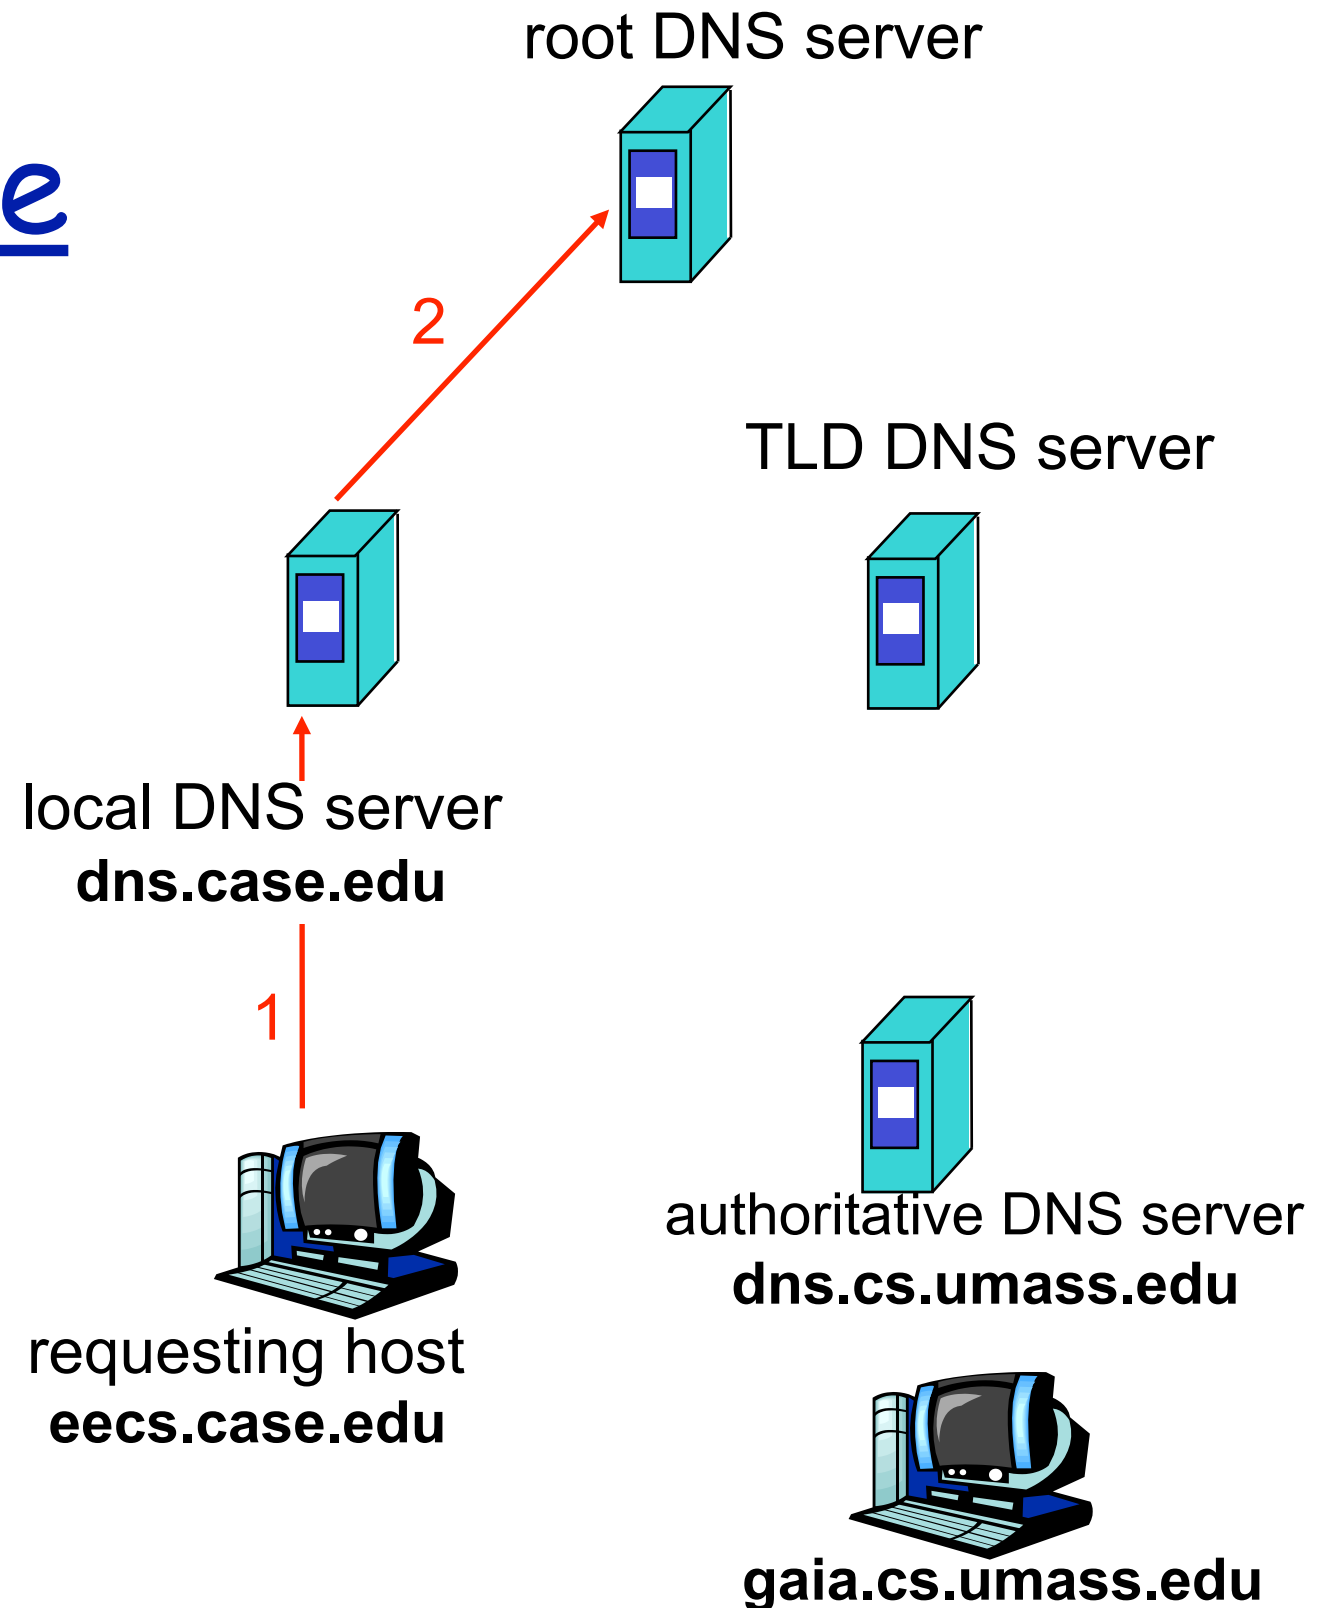 root DNS server
e
2
TLD DNS server
local DNS server
dns.case.edu
1
authoritative DNS server
dns.cs.umass.edu
requesting host
eecs.case.edu
gaia.cs.umass.edu